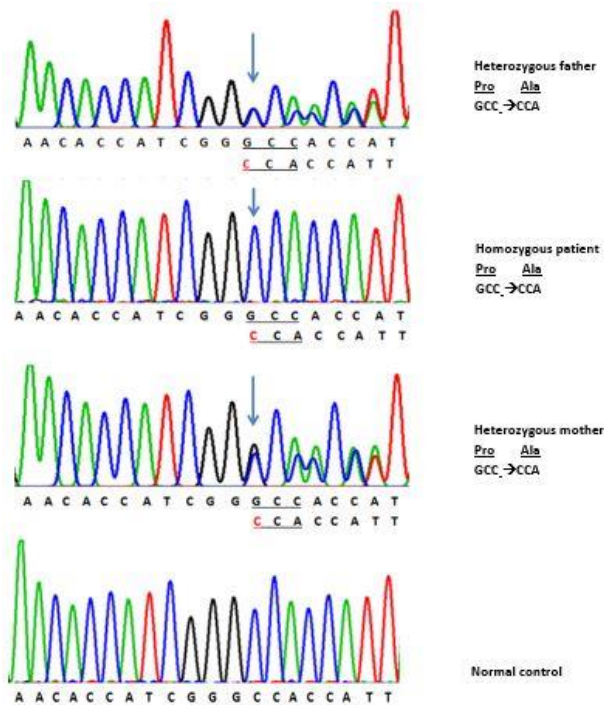 Heterozygous father
Pro Ala
GCC→CCA
A A C A C C A T C G G G C C A C C A T
C C A C C A T T
Homozygous patient
Pro Ala
GCC→CCA
A A C A C C A T C G G G C C A C C A T
C C A C C A T T
Heterozygous mother
Pro Ala
GCC→CCA
A A C A C C A T C G G G C C A C C A T
C C A C C A T T
Normal control
A A C A C C A T C G G G C C A C C A T T